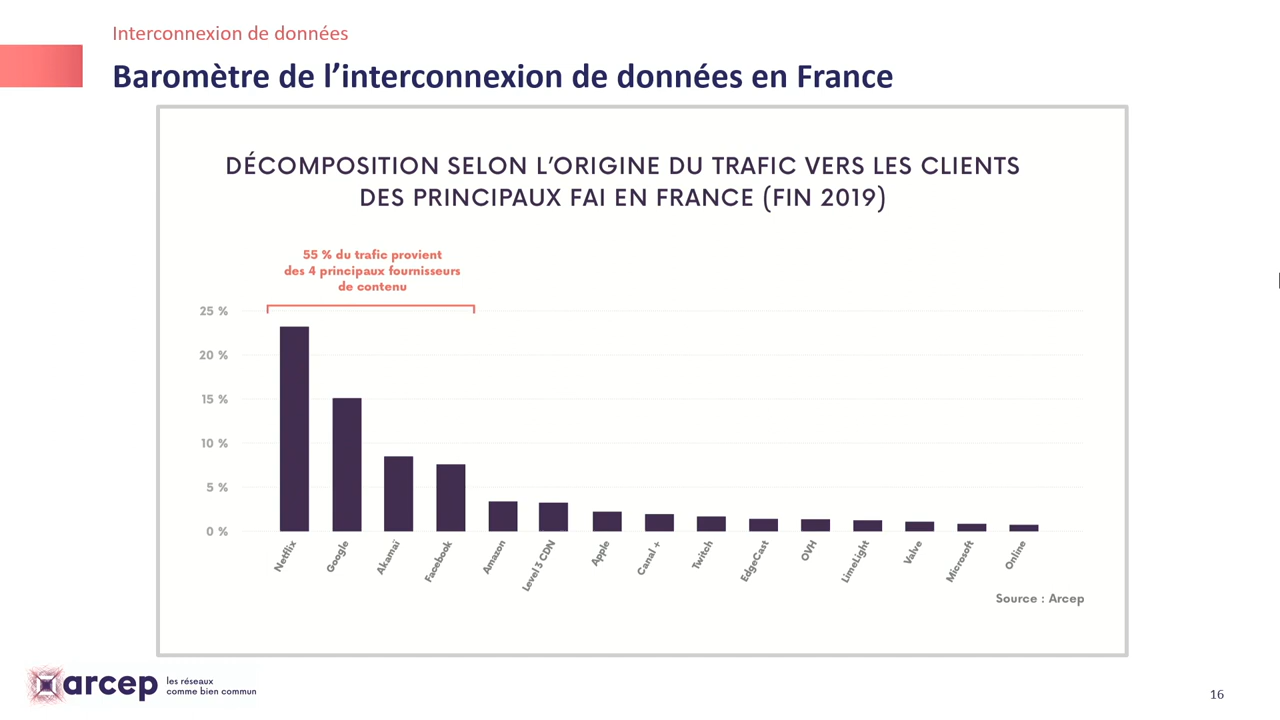 Interconnexion de données
Baromètre de l’interconnexion de données en France
DÉCOMPOSITION SELON L’ORIGINE DU TRAFIC VERS LES CLIENTS
DES PRINCIPAUX FAI EN FRANCE (FIN 2019)
55 % du trafic provient
des 4 principaux fournisseurs
de contenu
25 %
20 %
15 %
10 %
5 %
0 %
Netflix
Google
Akamaï
Facebook
Amazon
Level 3 CDN
Apple
Canal +
Twitch
EdgeCast
OVH
LimeLight
Valve
Microsoft
Online
Source : Arcep
arcep
les réseaux
comme bien commun
16